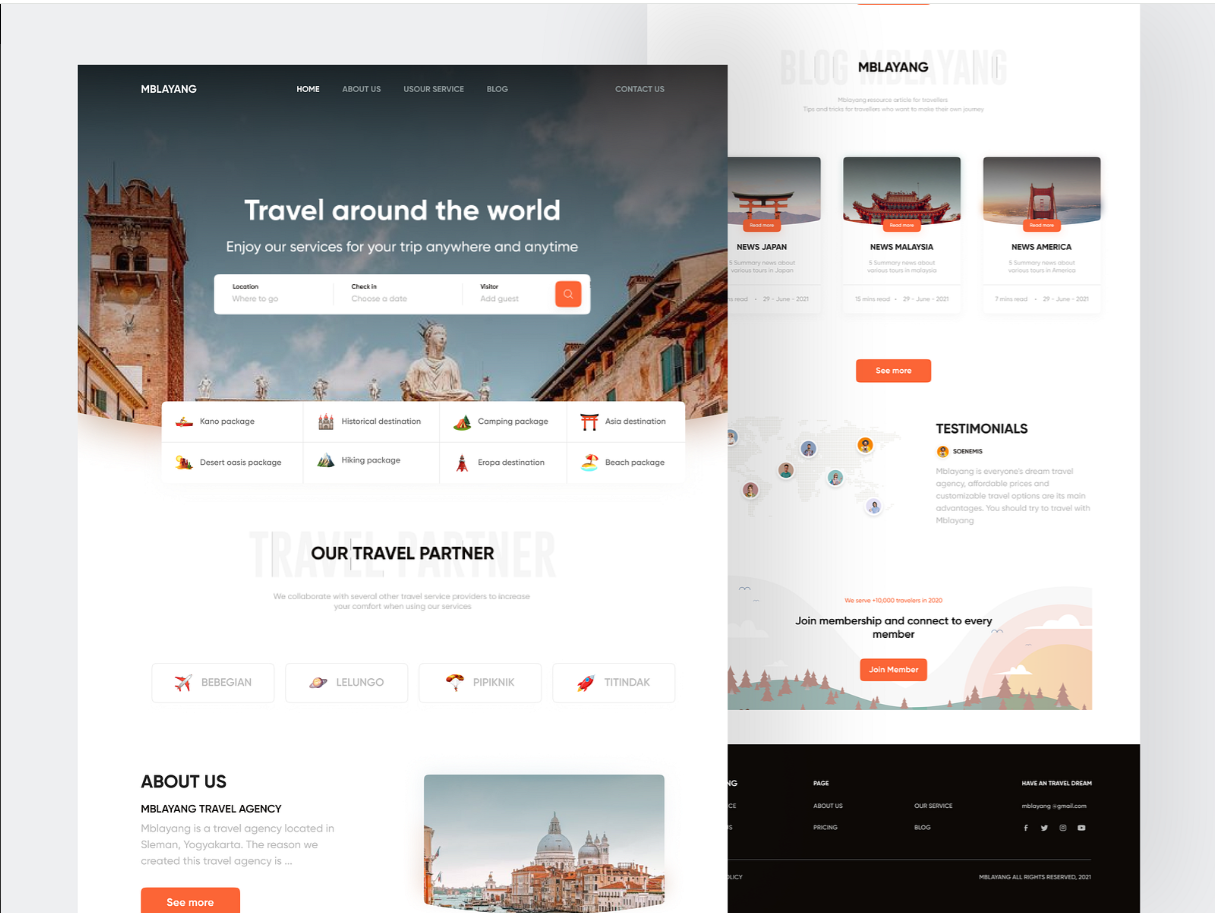 MBLAYANG
HOME
ABOUT US
USOUR SERVICE
BLOG
CONTACT US
Travel around the world
Enjoy our services for your trip anywhere and anytime
Location
Where to go
Check in
Choose a date
Visitor
Add guest
Kano package
Historical destination
Camping package
Asia destination
Desert oasis package
Hiking package
Eropa destination
Beach package
TRAVEL PARTNER
OUR TRAVEL PARTNER
We collaborate with several other travel service providers to increase
your comfort when using our services
BEBEGIAN
LELUNGO
PIPIKNIK
TITINDAK
ABOUT US
MBLAYANG TRAVEL AGENCY
Mblayang is a travel agency located in
Sleman, Yogyakarta. The reason we
created this travel agency is ...
See more
BLOG MBLAYANG
MBLAYANG
Mblayang resource article for travellers
Tips and tricks for travellers who want to make their own journey
Read more
NEWS JAPAN
5 Summary news about
various tours in Japan
read • 29 - June - 2021
Read more
NEWS MALAYSIA
5 Summary news about
various tours in malaysia
15 mins read • 29 - June - 2021
Read more
NEWS AMERICA
5 Summary news about
various tours in America
7 mins read • 29 - June - 2021
See more
TESTIMONIALS
SOENEMIS
Mblayang is everyone's dream travel
agency, affordable prices and
customizable travel options are its main
advantages. You should try to travel with
Mblayang
We serve +10,000 travelers in 2020
Join membership and connect to every
member
Join Member
NG
PAGE
HAVE AN TRAVEL DREAM
CE
ABOUT US
OUR SERVICE
mblayang @gmail.com
US
PRICING
BLOG
OLICY
MBLAYANG ALL RIGHTS RESERVED, 2021